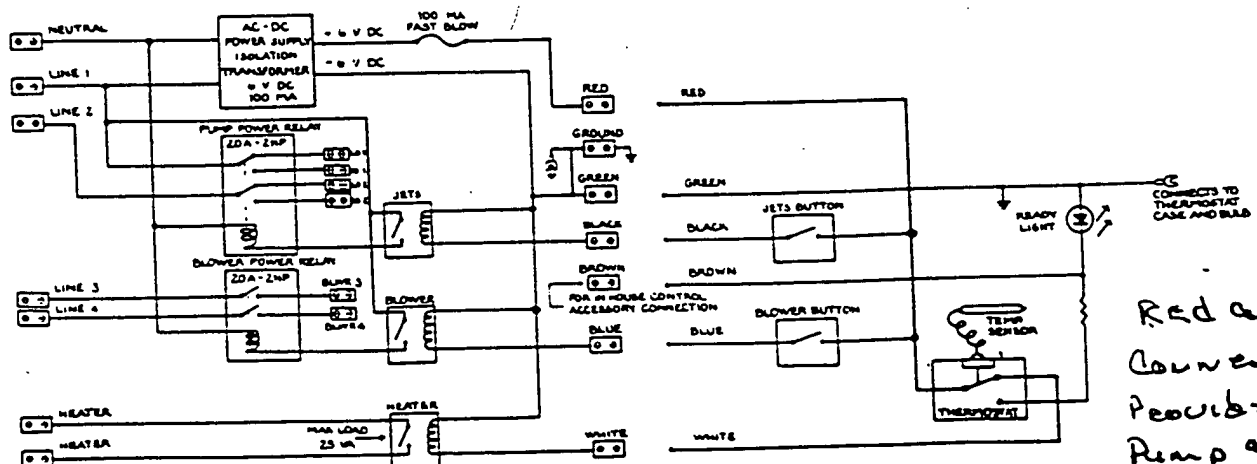 NEUTRAL
LINE 1
LINE 2
AC - DC
POWER SUPPLY
ISOLATION
TRANSFORMER
6 V DC
100 MA
- 6 V DC
- 6 V DC
100 MA
FAST BLOW
PUMP POWER RELAY
20A - 2HP
JETS
BLOWER POWER RELAY
20A - 2HP
LINE 3
LINE 4
BLWR 3
BLWR 4
BLOWER
HEATER
HEATER
MAX LOAD
25 VA
HEATER
RED
GROUND
GREEN
BLACK
BROWN
FOR IN HOUSE CONTROL
ACCESSORY CONNECTION
BLUE
WHITE
RED
GREEN
BLACK
BROWN
BLUE
WHITE
JETS BUTTON
BLOWER BUTTON
READY
LIGHT
CONNECTS TO
THERMOSTAT
CASE AND BULB
TEMP
SENSOR
THERMOSTAT
Red
Pump